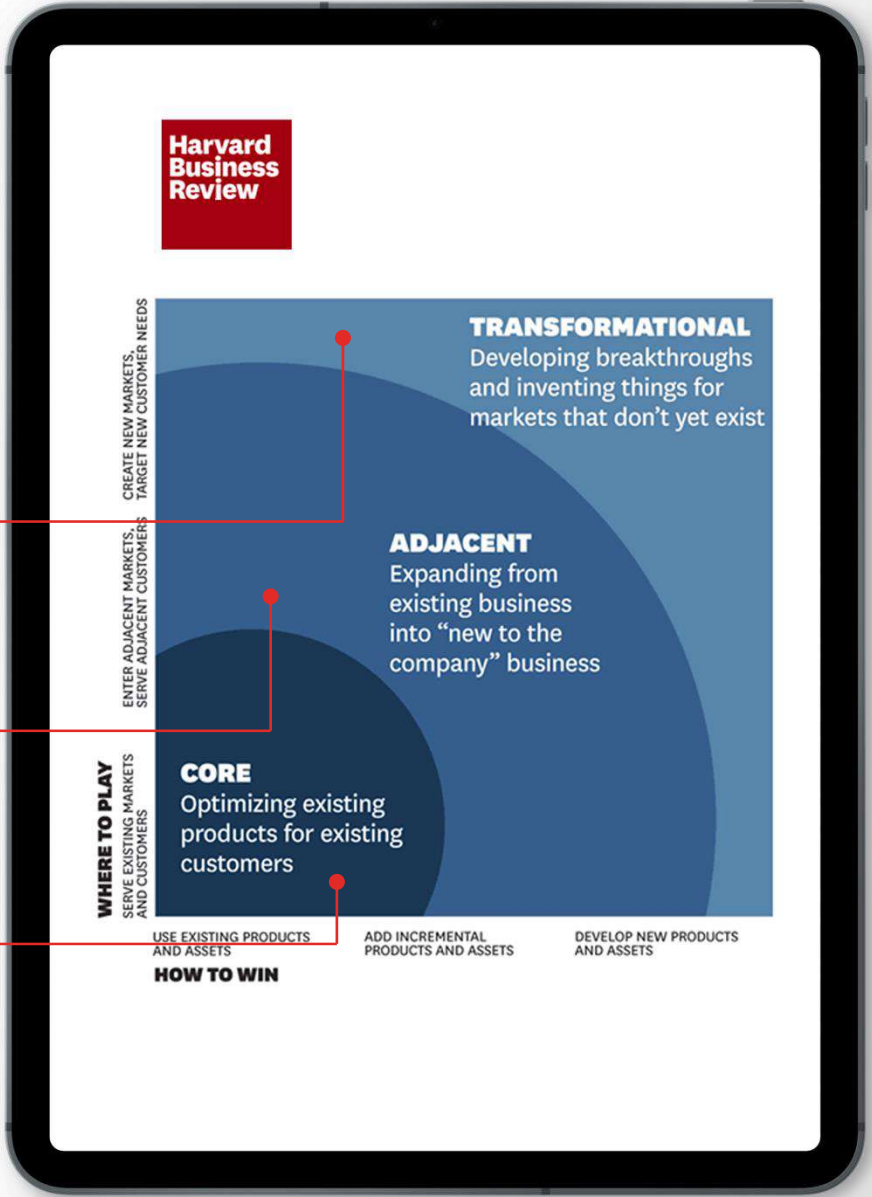 Harvard
Business
Review
TRANSFORMATIONAL
Developing breakthroughs
and inventing things for
markets that don’t yet exist
ADJACENT
Expanding from
existing business
into “new to the
company” business
CORE
Optimizing existing
products for existing
customers
CREATE NEW MARKETS,
TARGET NEW CUSTOMER NEEDS
ENTER ADJACENT MARKETS,
SERVE ADJACENT CUSTOMERS
WHERE TO PLAY
SERVE EXISTING MARKETS
AND CUSTOMERS
USE EXISTING PRODUCTS
AND ASSETS
ADD INCREMENTAL
PRODUCTS AND ASSETS
DEVELOP NEW PRODUCTS
AND ASSETS
HOW TO WIN